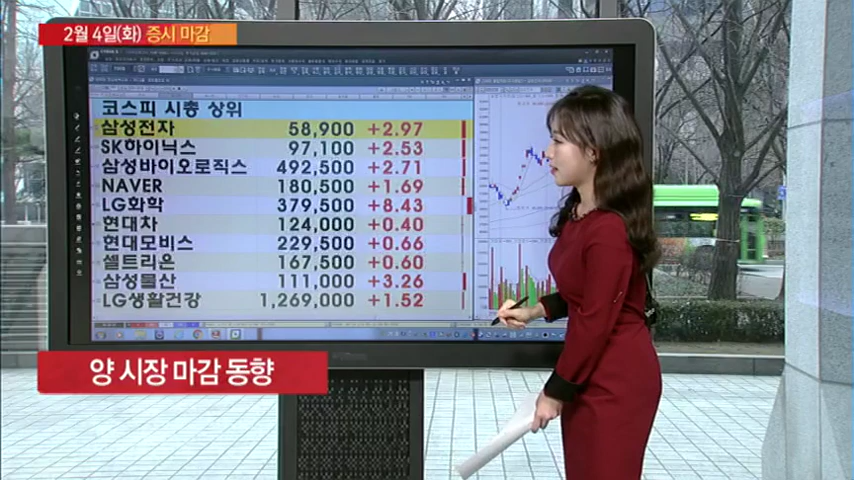 2월 4일(화) 증시 마감
코스피 시총 상위
삼성전자 58,900 +2.97
SK하이닉스 97,100 +2.53
삼성바이오로직스 492,500 +2.71
NAVER 180,500 +1.69
LG화학 379,500 +8.43
현대차 124,000 +0.40
현대모비스 229,500 +0.66
셀트리온 167,500 +0.60
삼성물산 111,000 +3.26
LG생활건강 1,269,000 +1.52
양 시장 마감 동향